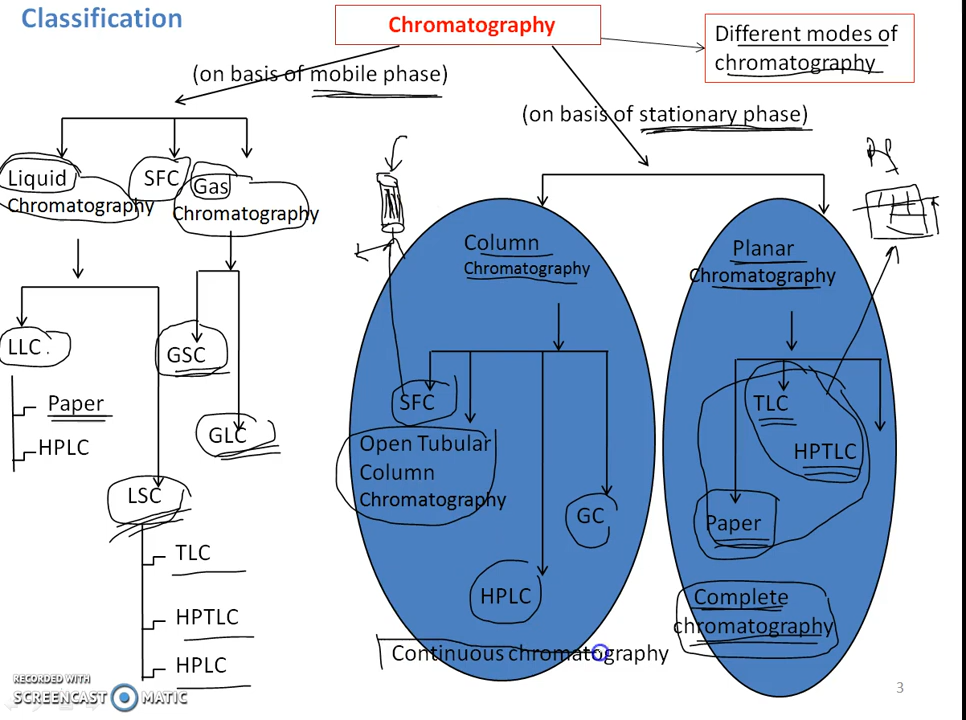 Classification
Chromatography
Different modes of
chromatography
(on basis of mobile phase)
(on basis of stationary phase)
Liquid
Chromatography
SFC
Gas
Chromatography
LLC
Paper
HPLC
GSC
GLC
LSC
TLC
HPTLC
HPLC
Column
Chromatography
SFC
Open Tubular
Column
Chromatography
HPLC
GC
Continuous chromatography
Planar
Chromatography
TLC
HPTLC
Paper
Complete
chromatography
RECORDED WITH
SCREENCAST MATIC
3